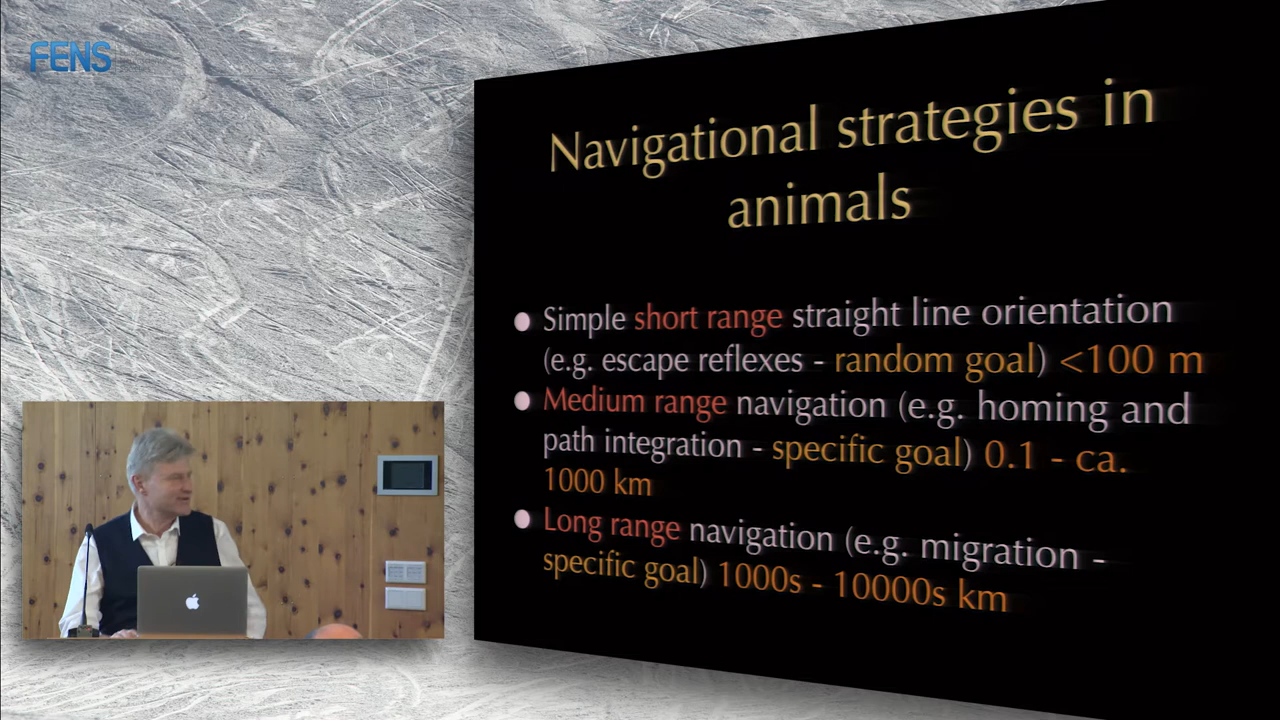 FENS
Navigational strategies in
animals
• Simple short range straight line orientation
(e.g. escape reflexes - random goal) <100 m
• Medium range navigation (e.g. homing and
path integration - specific goal) 0.1 - ca.
1000 km
• Long range navigation (e.g. migration -
specific goal) 1000s - 10000s km